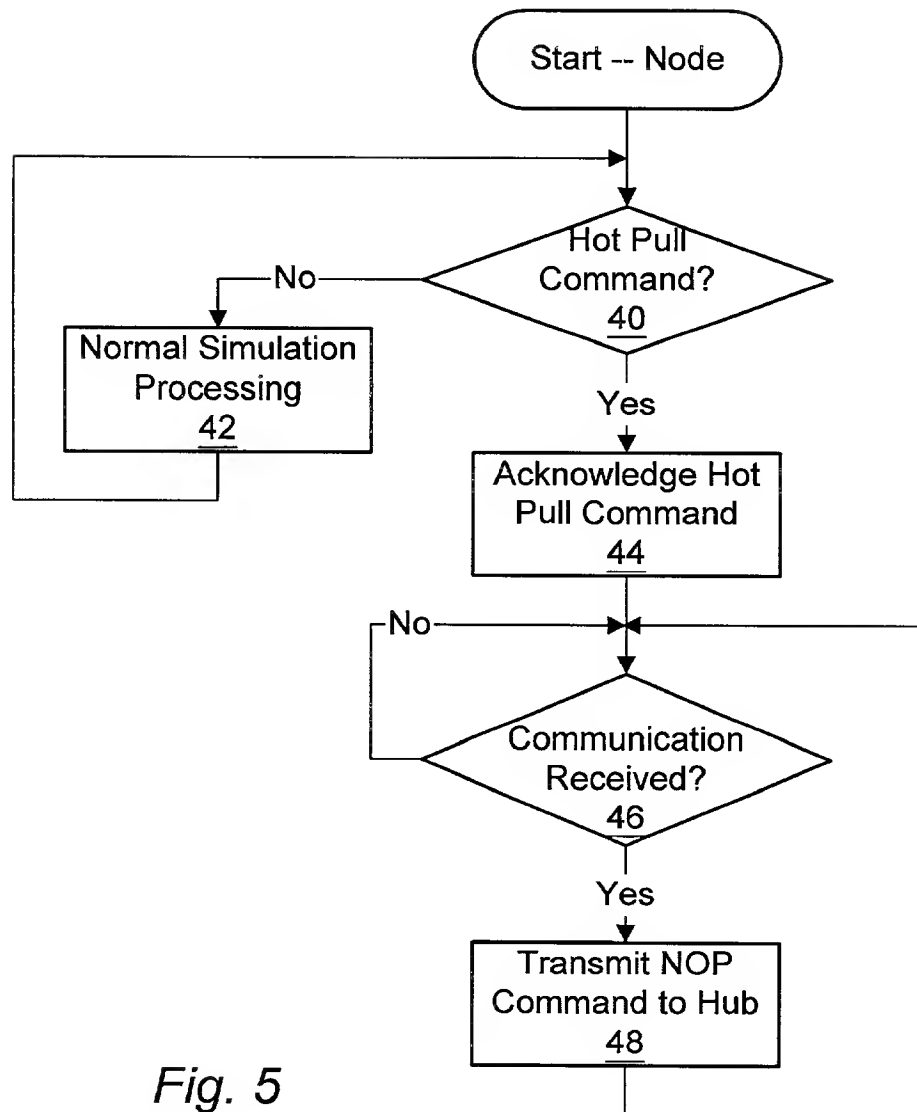 Start -- Node
Hot Pull
Command?
40
No
Normal Simulation
Processing
42
Yes
Acknowledge Hot
Pull Command
44
No
Communication
Received?
46
Yes
Transmit NOP
Command to Hub
48
Fig. 5